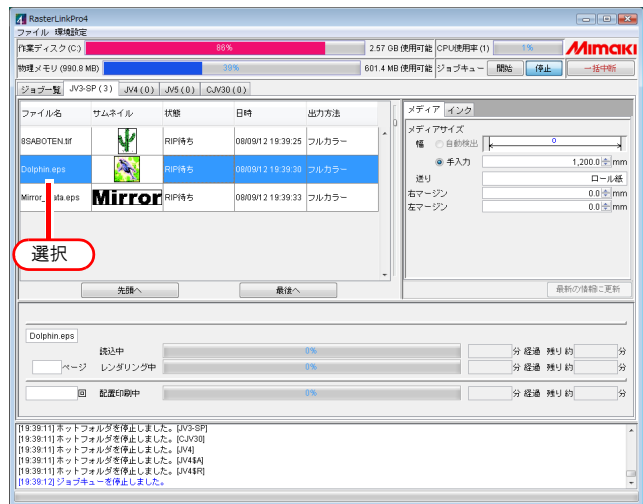 RasterLinkPro4
ファイル 環境設定
作業ディスク(C:) 86% 2.57 GB 使用可能 CPU使用率(1) 1% Mimaki
物理メモリ(990.8 MB) 39% 601.4 MB 使用可能 ジョブキュー 開始 停止 一括中断
ジョブ一覧 JV3-SP(3) JV4(0) JV5(0) CJV30(0)
ファイル名 サムネイル 状態 日時 出力方法
8SABOTEN.tif RIP待ち 08/09/12 19:39:25 フルカラー
Dolphin.eps RIP待ち 08/09/12 19:39:30 フルカラー
Mirror_ ata.eps Mirror RIP待ち 08/09/12 19:39:33 フルカラー
選択
先頭へ 最後へ
メディア インク
メディアサイズ
幅 自動検出 0
手入力 1,200.0 mm
送り ロール紙
右マージン 0.0 mm
左マージン 0.0 mm
最新の情報に更新
Dolphin.eps
読込中 0% 分 経過 残り約 分
ページ レンダリング中 0% 分 経過 残り約 分
回 配置印刷中 0% 分 経過 残り約 分
[19:39:11] ホットフォルダを停止しました。[JV3-SP]
[19:39:11] ホットフォルダを停止しました。[CJV30]
[19:39:11] ホットフォルダを停止しました。[JV4]
[19:39:11] ホットフォルダを停止しました。[JV4$A]
[19:39:11] ホットフォルダを停止しました。[JV4$R]
[19:39:12] ジョブキューを停止しました。